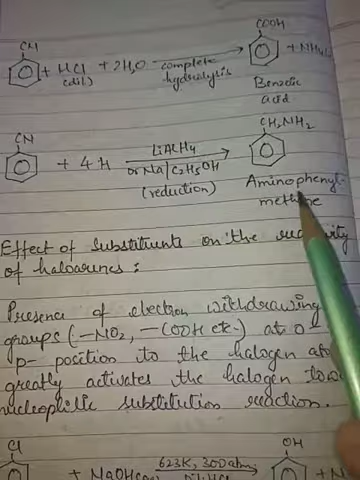 COOH
CN
+ HCl + 2H2O complete + NH4
(dil) hydrolysis
Benzoic
acid
CN CH2NH2
+ 4H LiAlH4
or Na/C2H5OH
(reduction)
Aminophenyl-
methane
Effect of Substituents on the reactivity
of haloarenes :
Presence of electron withdrawing
groups (-NO2, -COOH etc.) at o-
p- position to the halogen
greatly activates the halogen
nucleophilic substitution reaction.
Cl OH
+ NaOH 623K, 300atm +